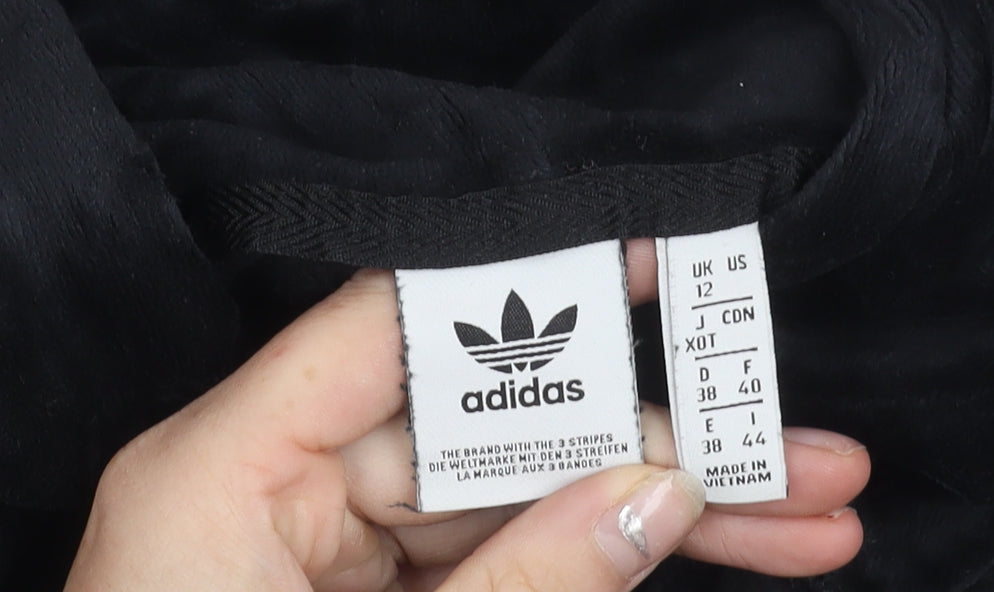 adidas
THE BRAND WITH THE 3 STRIPES
DIE WELTMARKE MIT DEN 3 STREIFEN
LA MARQUE AUX 3 BANDES
UK US
12
J CDN
XOT
D F
38 40
E I
38 44
MADE IN
VIETNAM